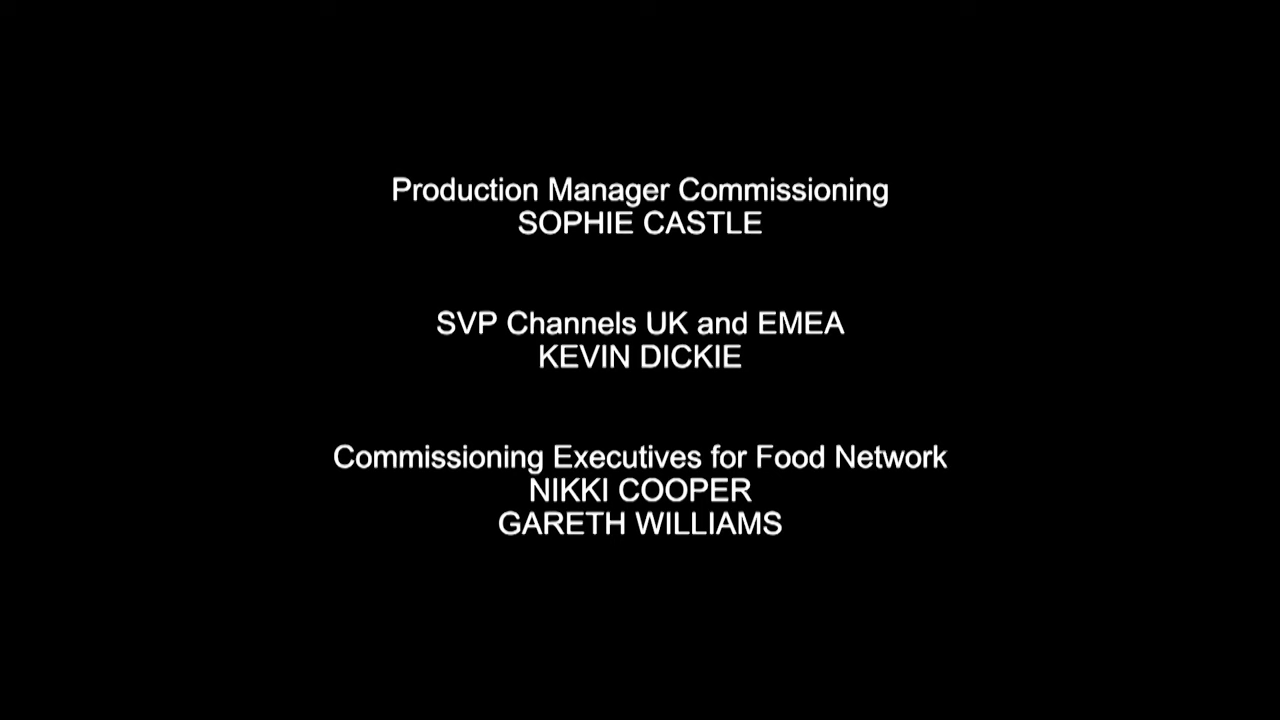 Production Manager Commissioning
SOPHIE CASTLE
SVP Channels UK and EMEA
KEVIN DICKIE
Commissioning Executives for Food Network
NIKKI COOPER
GARETH WILLIAMS